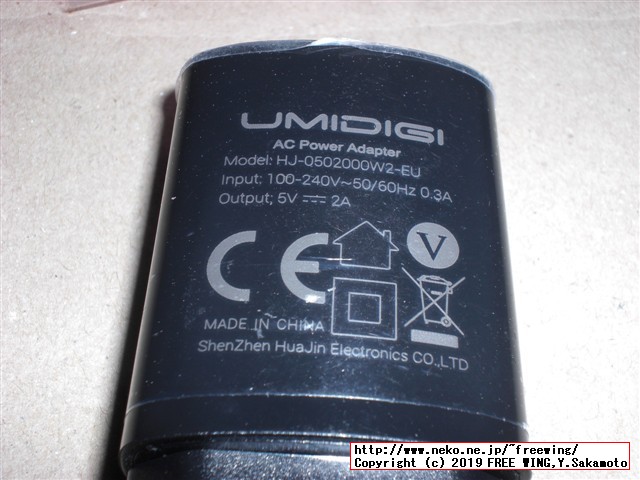 UMIDIGI
AC Power Adapter
Model: HJ-0502000W2-EU
Input: 100-240V~50/60Hz 0.3A
Output; 5V ⎓ 2A
CE
V
MADE IN CHINA
ShenZhen HuaJin Electronics CO.,LTD
http://www.neko.ne.jp/~freewing/
Copyright (c) 2019 FREE WING,Y.Sakamoto